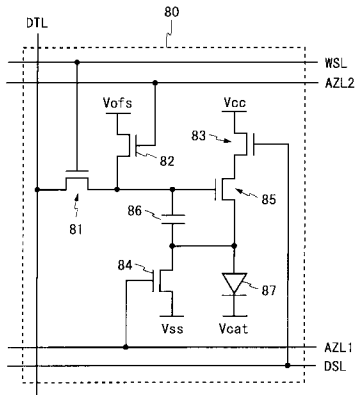 80
DTL
WSL
AZL2
Vofs
Vcc
82
83
81
86
85
84
87
Vss
Vcat
AZL1
DSL